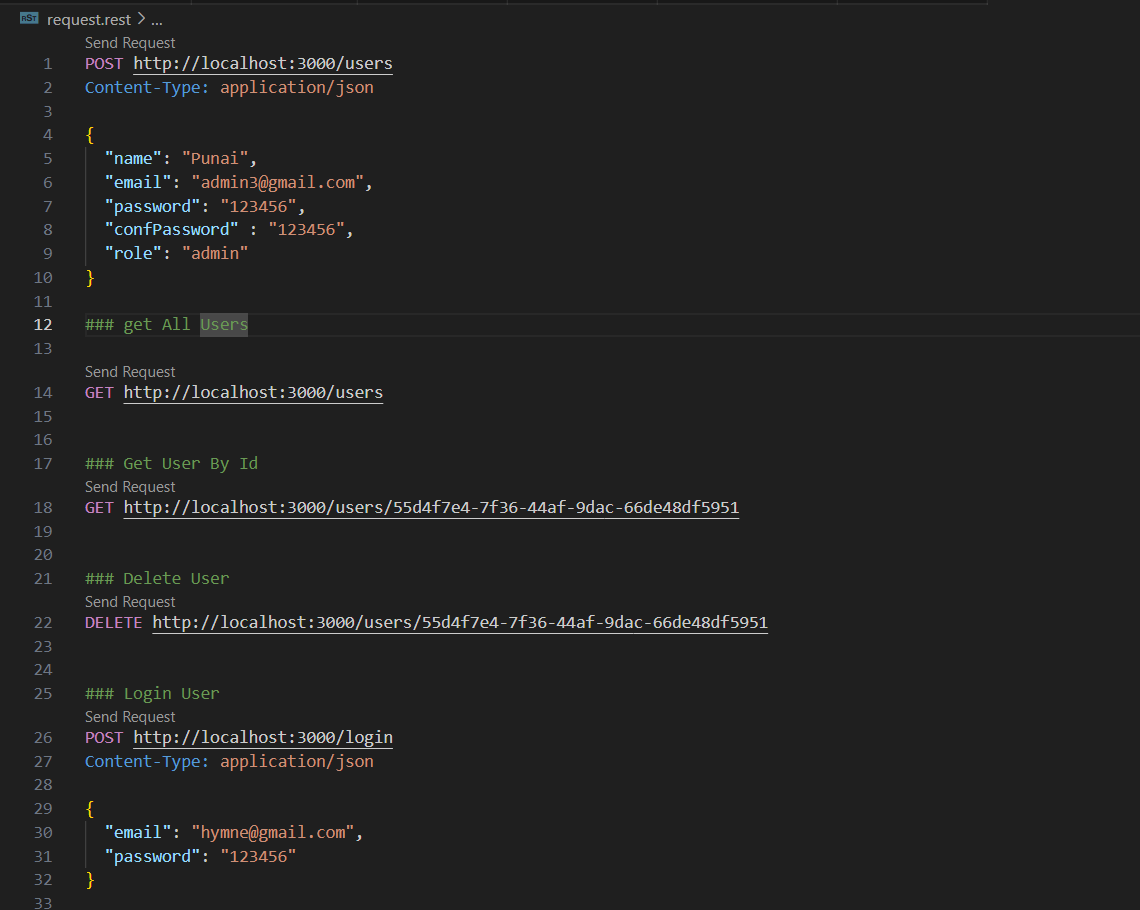 RST request.rest > ...
Send Request
1 POST http://localhost:3000/users
2 Content-Type: application/json
3
4 {
5 "name": "Punai",
6 "email": "admin3@gmail.com",
7 "password": "123456",
8 "confPassword" : "123456",
9 "role": "admin"
10 }
11
12 ### get All Users
13
Send Request
14 GET http://localhost:3000/users
15
16
17 ### Get User By Id
Send Request
18 GET http://localhost:3000/users/55d4f7e4-7f36-44af-9dac-66de48df5951
19
20
21 ### Delete User
Send Request
22 DELETE http://localhost:3000/users/55d4f7e4-7f36-44af-9dac-66de48df5951
23
24
25 ### Login User
Send Request
26 POST http://localhost:3000/login
27 Content-Type: application/json
28
29 {
30 "email": "hymne@gmail.com",
31 "password": "123456"
32 }
33